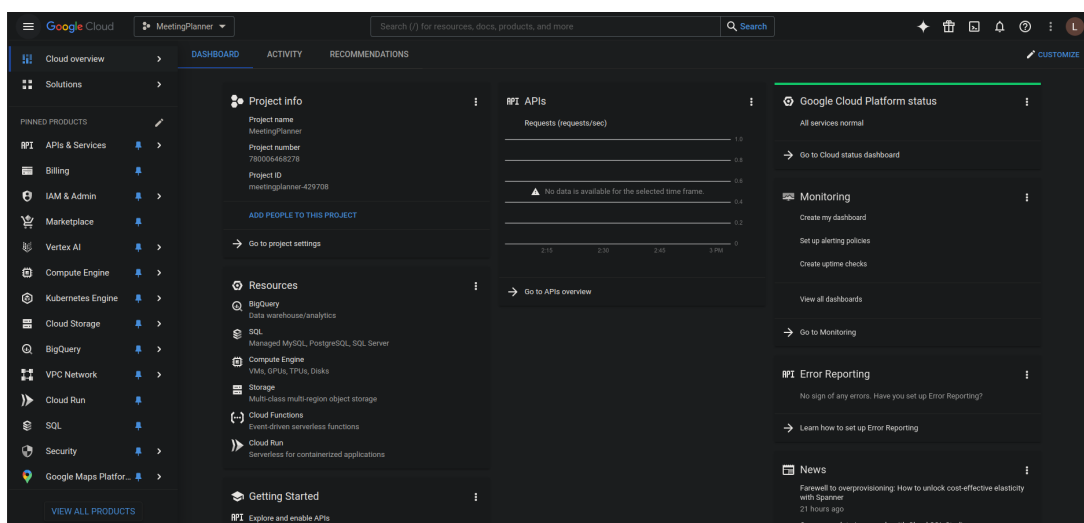 Google Cloud
MeetingPlanner
Search (/) for resources, docs, products, and more
Search
L
Cloud overview
Solutions
PINNED PRODUCTS
API APIs & Services
Billing
IAM & Admin
Marketplace
Vertex AI
Compute Engine
Kubernetes Engine
Cloud Storage
BigQuery
VPC Network
Cloud Run
SQL
Security
Google Maps Platfor...
VIEW ALL PRODUCTS
DASHBOARD
ACTIVITY
RECOMMENDATIONS
CUSTOMIZE
Project info
Project name
MeetingPlanner
Project number
780006468278
Project ID
meetingplanner-429708
ADD PEOPLE TO THIS PROJECT
Go to project settings
Resources
BigQuery
Data warehouse/analytics
SQL
Managed MySQL, PostgreSQL, SQL Server
Compute Engine
VMs, GPUs, TPUs, Disks
Storage
Multi-class multi-region object storage
Cloud Functions
Event-driven serverless functions
Cloud Run
Serverless for containerized applications
Getting Started
API Explore and enable APIs
API APIs
Requests (requests/sec)
1.0
0.8
0.6
No data is available for the selected time frame.
0.4
0.2
0
2:15
2:30
2:45
3 PM
Go to APIs overview
Google Cloud Platform status
All services normal
Go to Cloud status dashboard
Monitoring
Create my dashboard
Set up alerting policies
Create uptime checks
View all dashboards
Go to Monitoring
API Error Reporting
No sign of any errors. Have you set up Error Reporting?
Learn how to set up Error Reporting
News
Farewell to overprovisioning: How to unlock cost-effective elasticity
with Spanner
21 hours ago